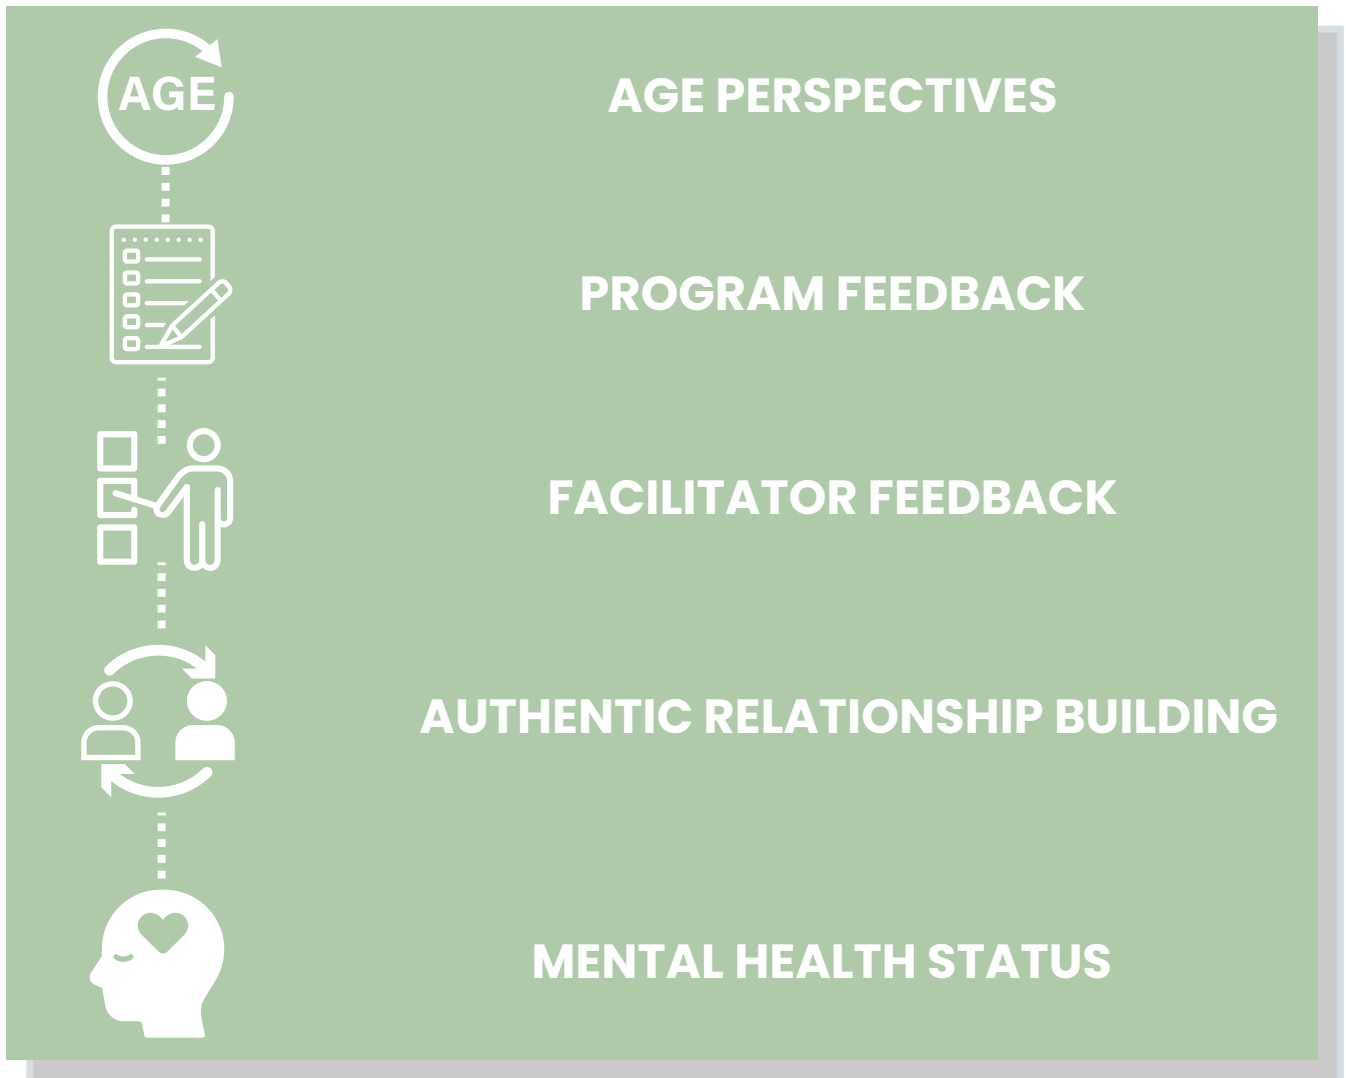 AGE
AGE PERSPECTIVES
PROGRAM FEEDBACK
FACILITATOR FEEDBACK
AUTHENTIC RELATIONSHIP BUILDING
MENTAL HEALTH STATUS